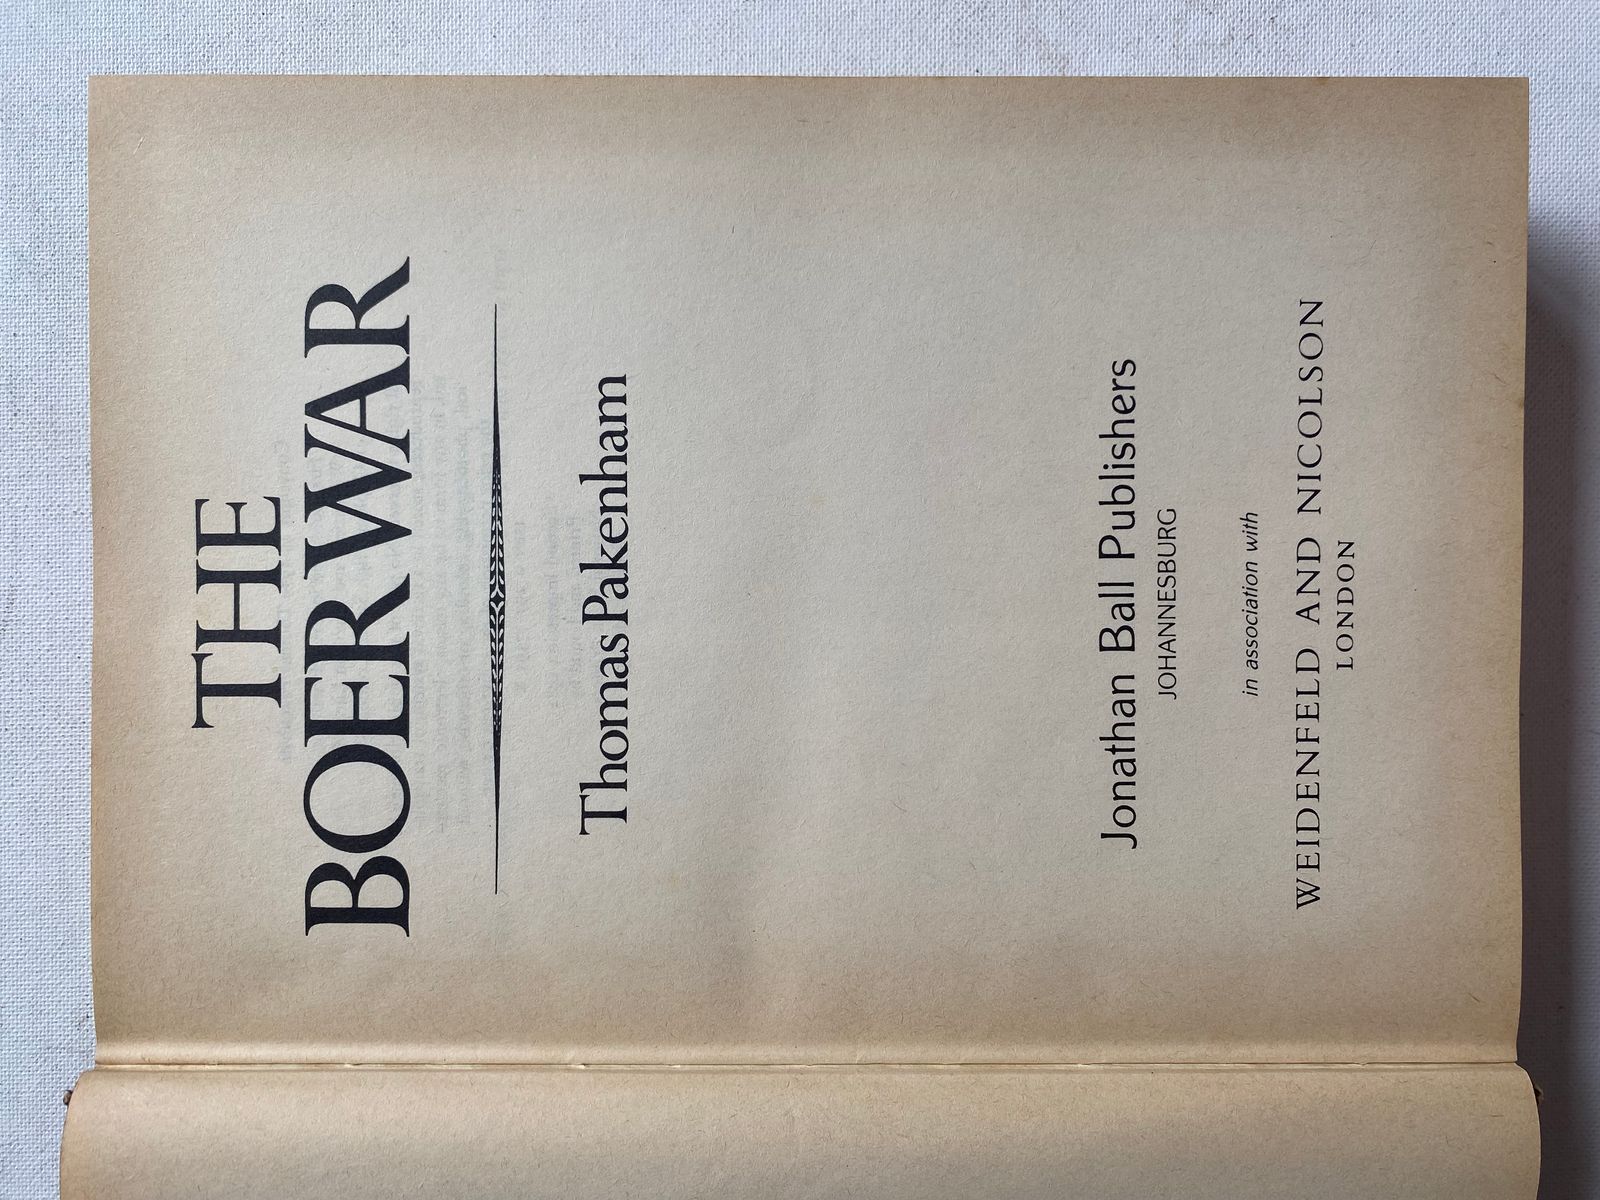 THE
BOER WAR
Thomas Pakenham
Jonathan Ball Publishers
JOHANNESBURG
in association with
WEIDENFELD AND NICOLSON
LONDON